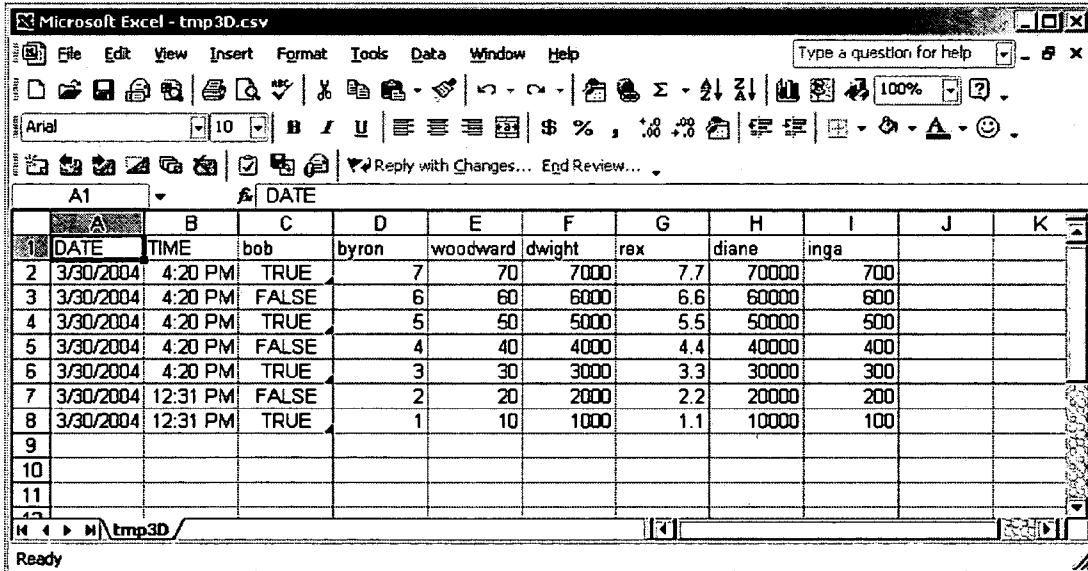 Microsoft Excel - tmp3D.csv
File Edit View Insert Format Tools Data Window Help Type a question for help
100%
Arial 10 B I U $ % ,
Reply with Changes... End Review...
A1 fx DATE
A B C D E F G H I J K
1 DATE TIME bob byron woodward dwight rex diane inga
2 3/30/2004 4:20 PM TRUE 7 70 7000 7.7 70000 700
3 3/30/2004 4:20 PM FALSE 6 60 6000 6.6 60000 600
4 3/30/2004 4:20 PM TRUE 5 50 5000 5.5 50000 500
5 3/30/2004 4:20 PM FALSE 4 40 4000 4.4 40000 400
6 3/30/2004 4:20 PM TRUE 3 30 3000 3.3 30000 300
7 3/30/2004 12:31 PM FALSE 2 20 2000 2.2 20000 200
8 3/30/2004 12:31 PM TRUE 1 10 1000 1.1 10000 100
9
10
11
tmp3D
Ready